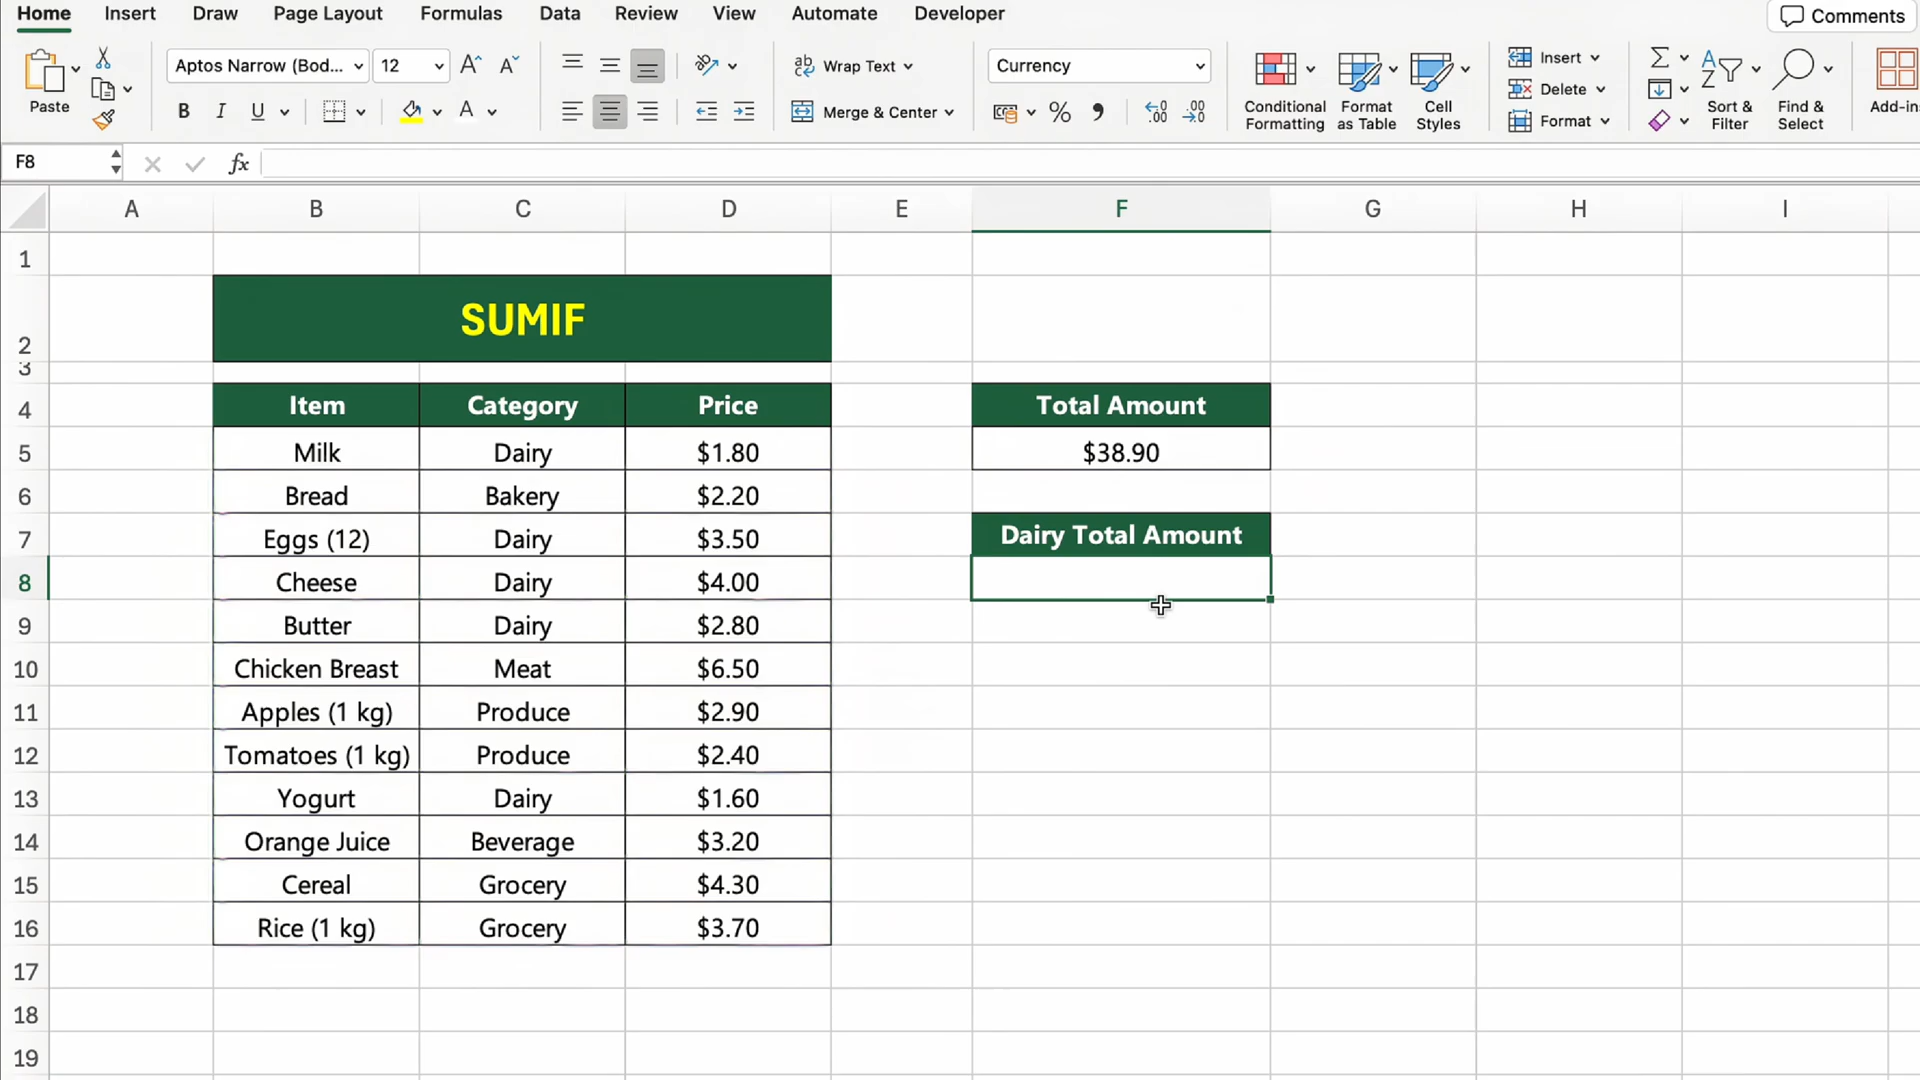 Home Insert Draw Page Layout Formulas Data Review View Automate Developer Comments
Paste
Aptos Narrow (Bod... 12
B I U A
ab Wrap Text
Merge & Center
Currency
% 9
Conditional Formatting
Format as Table
Cell Styles
Insert
Delete
Format
Sort & Filter
Find & Select
Add-in
F8 fx
A B C D E F G H I
1
2 SUMIF
3
4 Item Category Price Total Amount
5 Milk Dairy $1.80 $38.90
6 Bread Bakery $2.20
7 Eggs (12) Dairy $3.50 Dairy Total Amount
8 Cheese Dairy $4.00
9 Butter Dairy $2.80
10 Chicken Breast Meat $6.50
11 Apples (1 kg) Produce $2.90
12 Tomatoes (1 kg) Produce $2.40
13 Yogurt Dairy $1.60
14 Orange Juice Beverage $3.20
15 Cereal Grocery $4.30
16 Rice (1 kg) Grocery $3.70
17
18
19